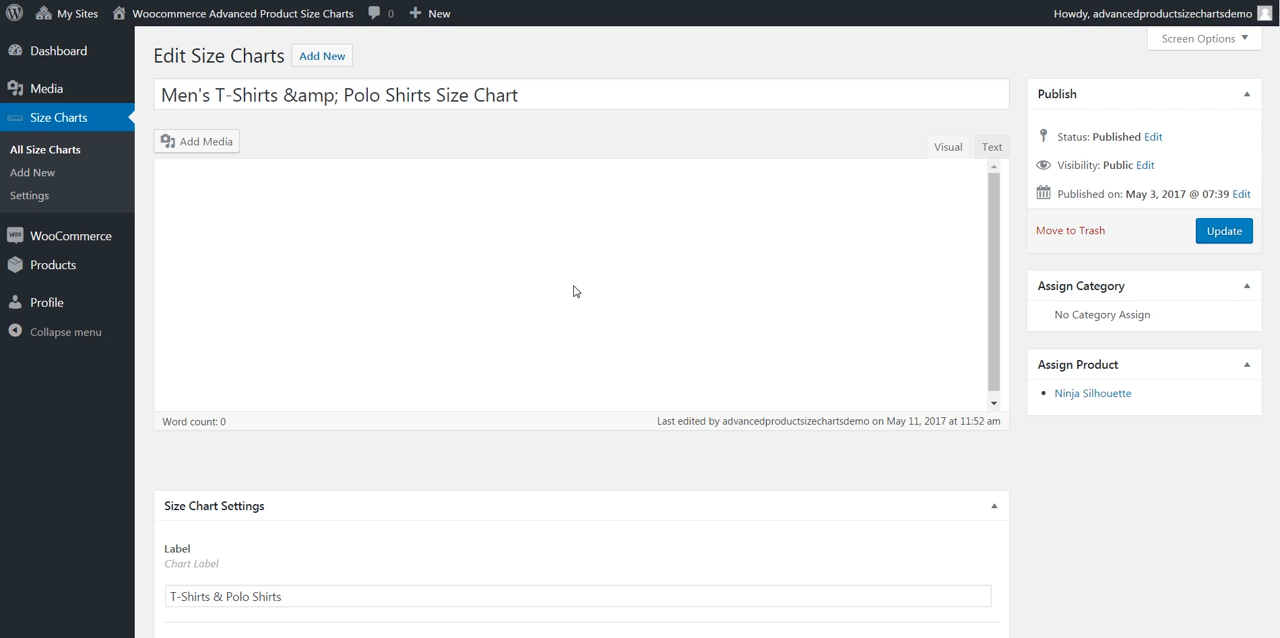 My Sites Woocommerce Advanced Product Size Charts 0 New Howdy, advancedproductsizechartsdemo
Screen Options
Dashboard
Media
Size Charts
All Size Charts
Add New
Settings
WooCommerce
Products
Profile
Collapse menu
Edit Size Charts Add New
Men's T-Shirts &amp; Polo Shirts Size Chart
Add Media
Visual Text
Word count: 0 Last edited by advancedproductsizechartsdemo on May 11, 2017 at 11:52 am
Size Chart Settings
Label
Chart Label
T-Shirts & Polo Shirts
Publish
Status: Published Edit
Visibility: Public Edit
Published on: May 3, 2017 @ 07:39 Edit
Move to Trash Update
Assign Category
No Category Assign
Assign Product
Ninja Silhouette